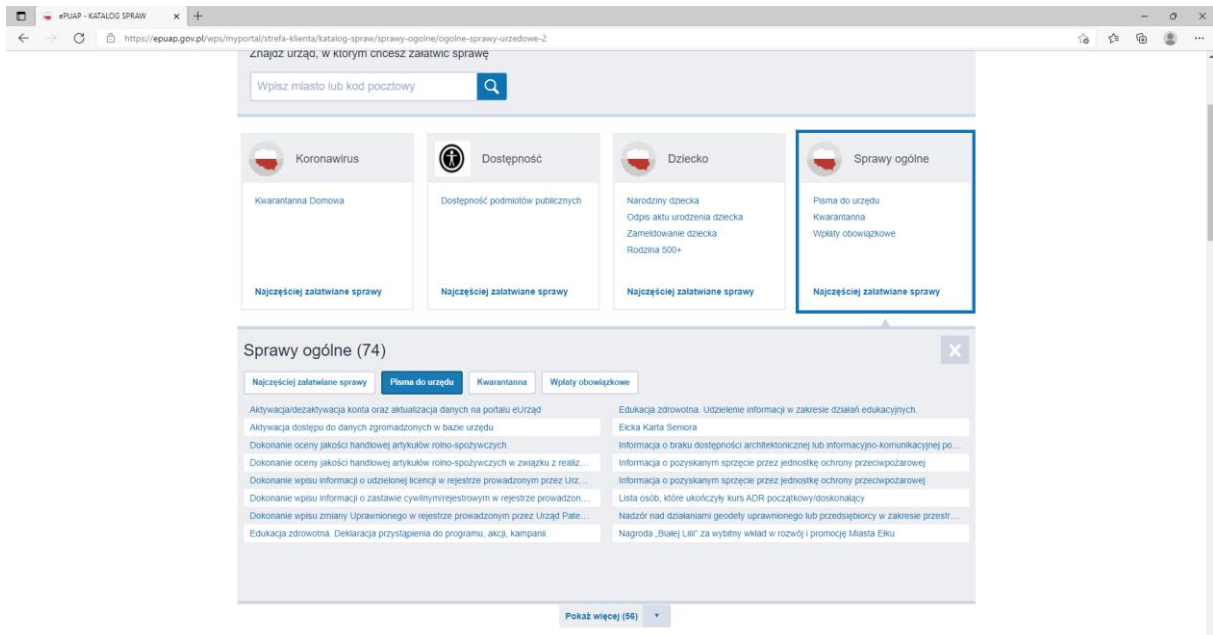 ePUAP - KATALOG SPRAW
https://epuap.gov.pl/wps/myportal/strefa-klienta/katalog-spraw/sprawy-ogolne/ogolne-sprawy-urzedowe-2
Znajdź urząd, w którym chcesz załatwić sprawę
Wpisz miasto lub kod pocztowy
Koronawirus
Kwarantanna Domowa
Najczęściej załatwiane sprawy
Dostępność
Dostępność podmiotów publicznych
Najczęściej załatwiane sprawy
Dziecko
Narodziny dziecka
Odpis aktu urodzenia dziecka
Zameldowanie dziecka
Rodzina 500+
Najczęściej załatwiane sprawy
Sprawy ogólne
Pisma do urzędu
Kwarantanna
Wpłaty obowiązkowe
Najczęściej załatwiane sprawy
Sprawy ogólne (74)
Najczęściej załatwiane sprawy Pisma do urzędu Kwarantanna Wpłaty obowiązkowe
Aktywacja/dezaktywacja konta oraz aktualizacja danych na portalu eUrząd
Aktywacja dostępu do danych zgromadzonych w bazie urzędu
Dokonanie oceny jakości handlowej artykułów rolno-spożywczych
Dokonanie oceny jakości handlowej artykułów rolno-spożywczych w związku z realiz...
Dokonanie wpisu informacji o udzielonej licencji w rejestrze prowadzonym przez Urz...
Dokonanie wpisu informacji o zastawie cywilnym/rejestrowym w rejestrze prowadzon...
Dokonanie wpisu zmiany Uprawnionego w rejestrze prowadzonym przez Urząd Pate...
Edukacja zdrowotna. Deklaracja przystąpienia do programu, akcji, kampanii.
Edukacja zdrowotna. Udzielenie informacji w zakresie działań edukacyjnych.
Ełcka Karta Seniora
Informacja o braku dostępności architektonicznej lub informacyjno-komunikacyjnej po...
Informacja o pozyskanym sprzęcie przez jednostkę ochrony przeciwpożarowej
Informacja o pozyskanym sprzęcie przez jednostkę ochrony przeciwpożarowej
Lista osób, które ukończyły kurs ADR początkowy/doskonalący
Nadzór nad działaniami geodety uprawnionego lub przedsiębiorcy w zakresie przestr...
Nagroda „Białej Lilii" za wybitny wkład w rozwój i promocję Miasta Ełku
Pokaż więcej (56)